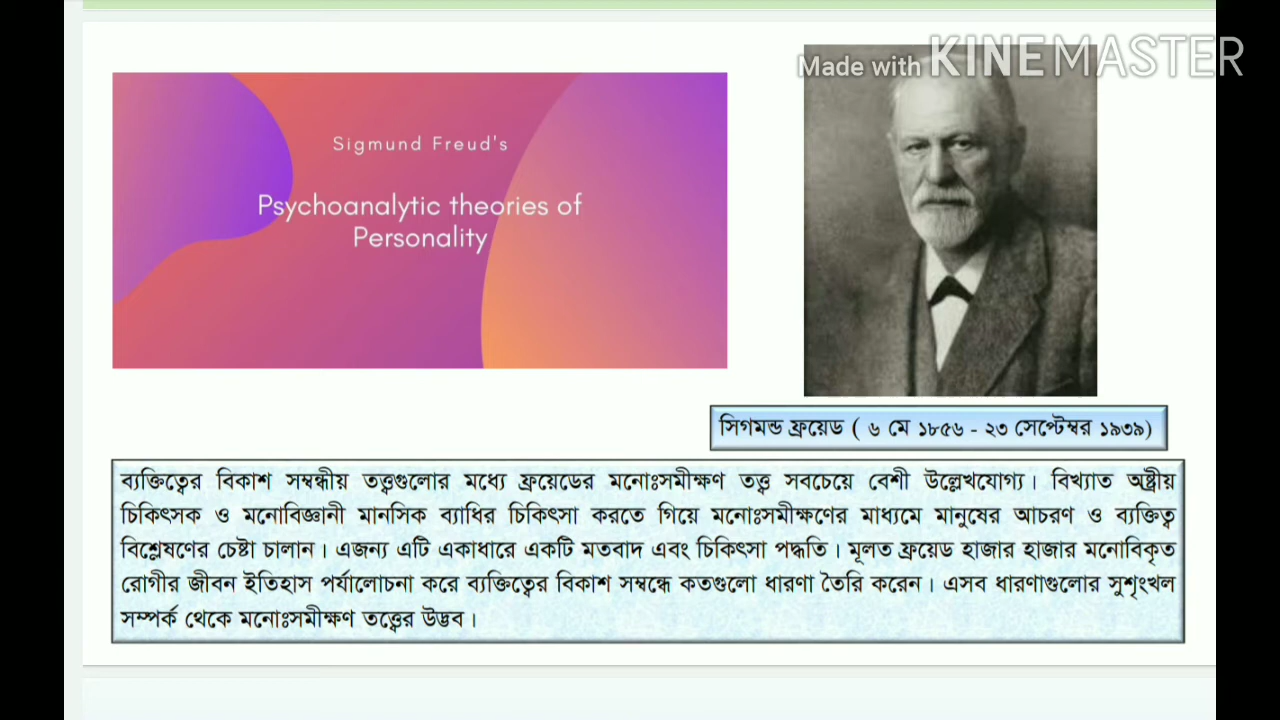 Made with KINEMASTER
Sigmund Freud's
Psychoanalytic theories of
Personality
সিগমন্ড ফ্রয়েড ( ৬ মে ১৮৫৬ - ২৩ সেপ্টেম্বর ১৯৩৯)
ব্যক্তিত্বের বিকাশ সম্বন্ধীয় তত্ত্বগুলোর মধ্যে ফ্রয়েডের মনোঃসমীক্ষণ তত্ত্ব সবচেয়ে বেশী উল্লেখযোগ্য। বিখ্যাত অষ্ট্রীয়
চিকিৎসক ও মনোবিজ্ঞানী মানসিক ব্যাধির চিকিৎসা করতে গিয়ে মনোঃসমীক্ষণের মাধ্যমে মানুষের আচরণ ও ব্যক্তিত্ব
বিশ্লেষণের চেষ্টা চালান। এজন্য এটি একাধারে একটি মতবাদ এবং চিকিৎসা পদ্ধতি। মূলত ফ্রয়েড হাজার হাজার মনোবিকৃত
রোগীর জীবন ইতিহাস পর্যালোচনা করে ব্যক্তিত্বের বিকাশ সম্বন্ধে কতগুলো ধারণা তৈরি করেন। এসব ধারণাগুলোর সুশৃংখল
সম্পর্ক থেকে মনোঃসমীক্ষণ তত্ত্বের উদ্ভব।